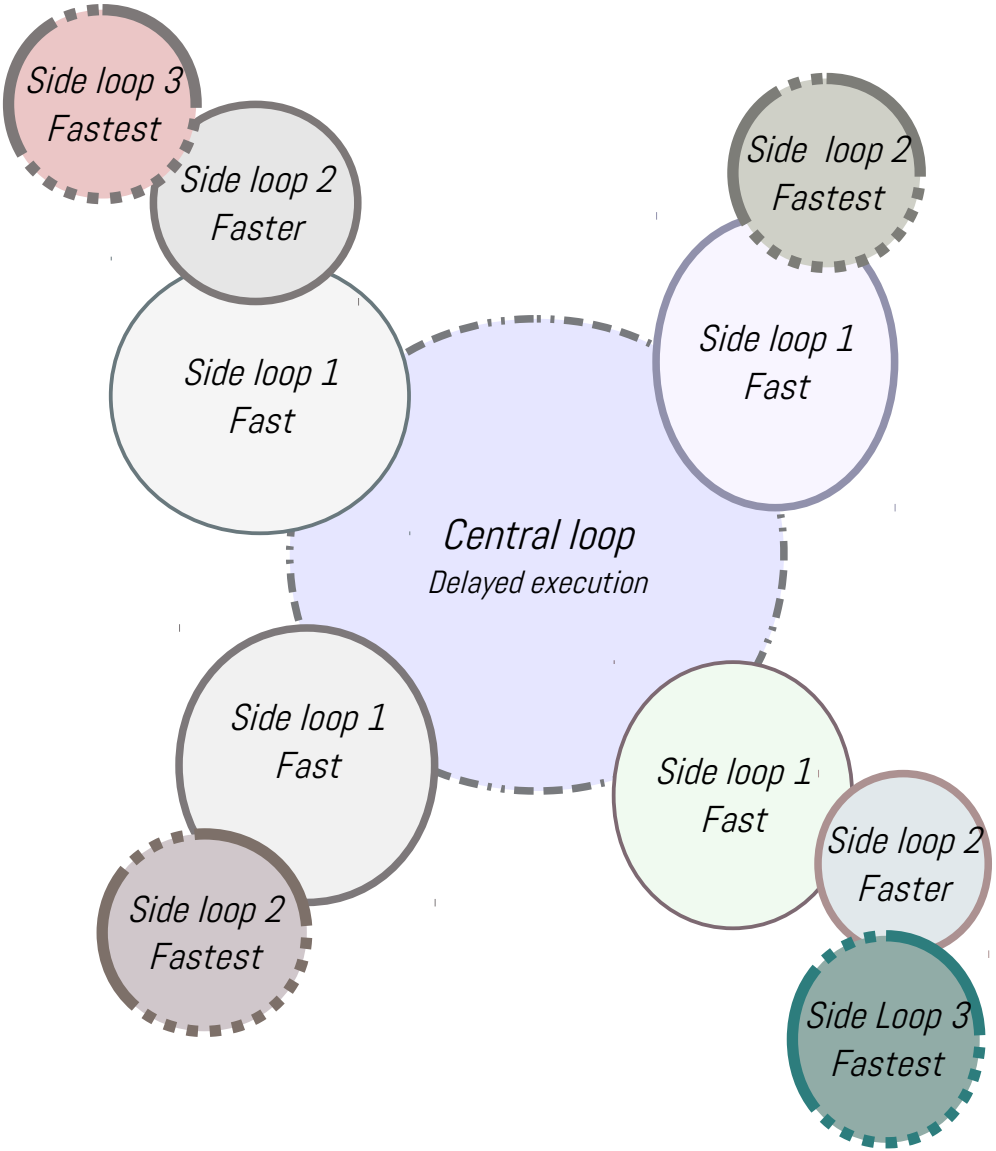 Side loop 3
Fastest
Side loop 2
Faster
Side loop 1
Fast
Side loop 2
Fastest
Side loop 1
Fast
Central loop
Delayed execution
Side loop 1
Fast
Side loop 2
Fastest
Side loop 1
Fast
Side loop 2
Faster
Side Loop 3
Fastest